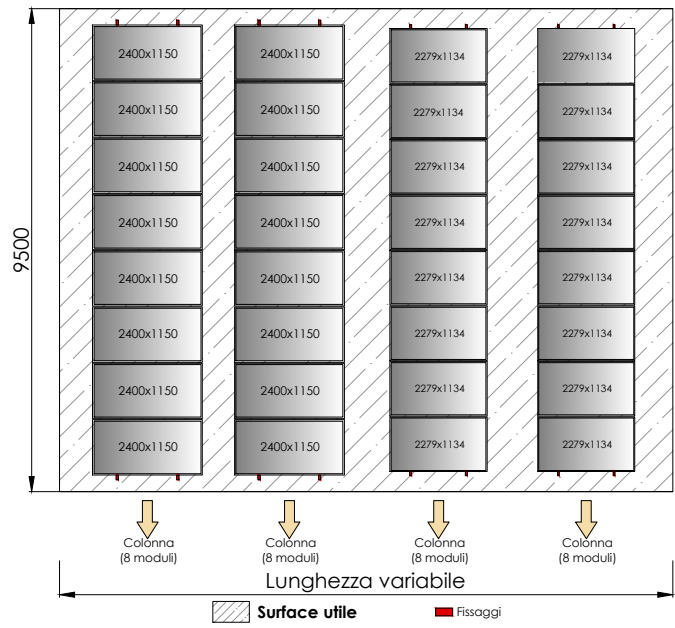 2400x1150 2400x1150 2279x1134 2279x1134
2400x1150 2400x1150 2279x1134 2279x1134
2400x1150 2400x1150 2279x1134 2279x1134
2400x1150 2400x1150 2279x1134 2279x1134
2400x1150 2400x1150 2279x1134 2279x1134
2400x1150 2400x1150 2279x1134 2279x1134
2400x1150 2400x1150 2279x1134 2279x1134
2400x1150 2400x1150 2279x1134 2279x1134
9500
Colonna Colonna Colonna Colonna
(8 moduli) (8 moduli) (8 moduli) (8 moduli)
Lunghezza variabile
Surface utile Fissaggi